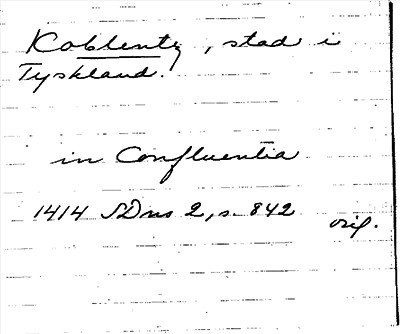 Koblentz, stad i
Tyskland.
in Confluentia
1414 SDns 2, s. 842 orig.